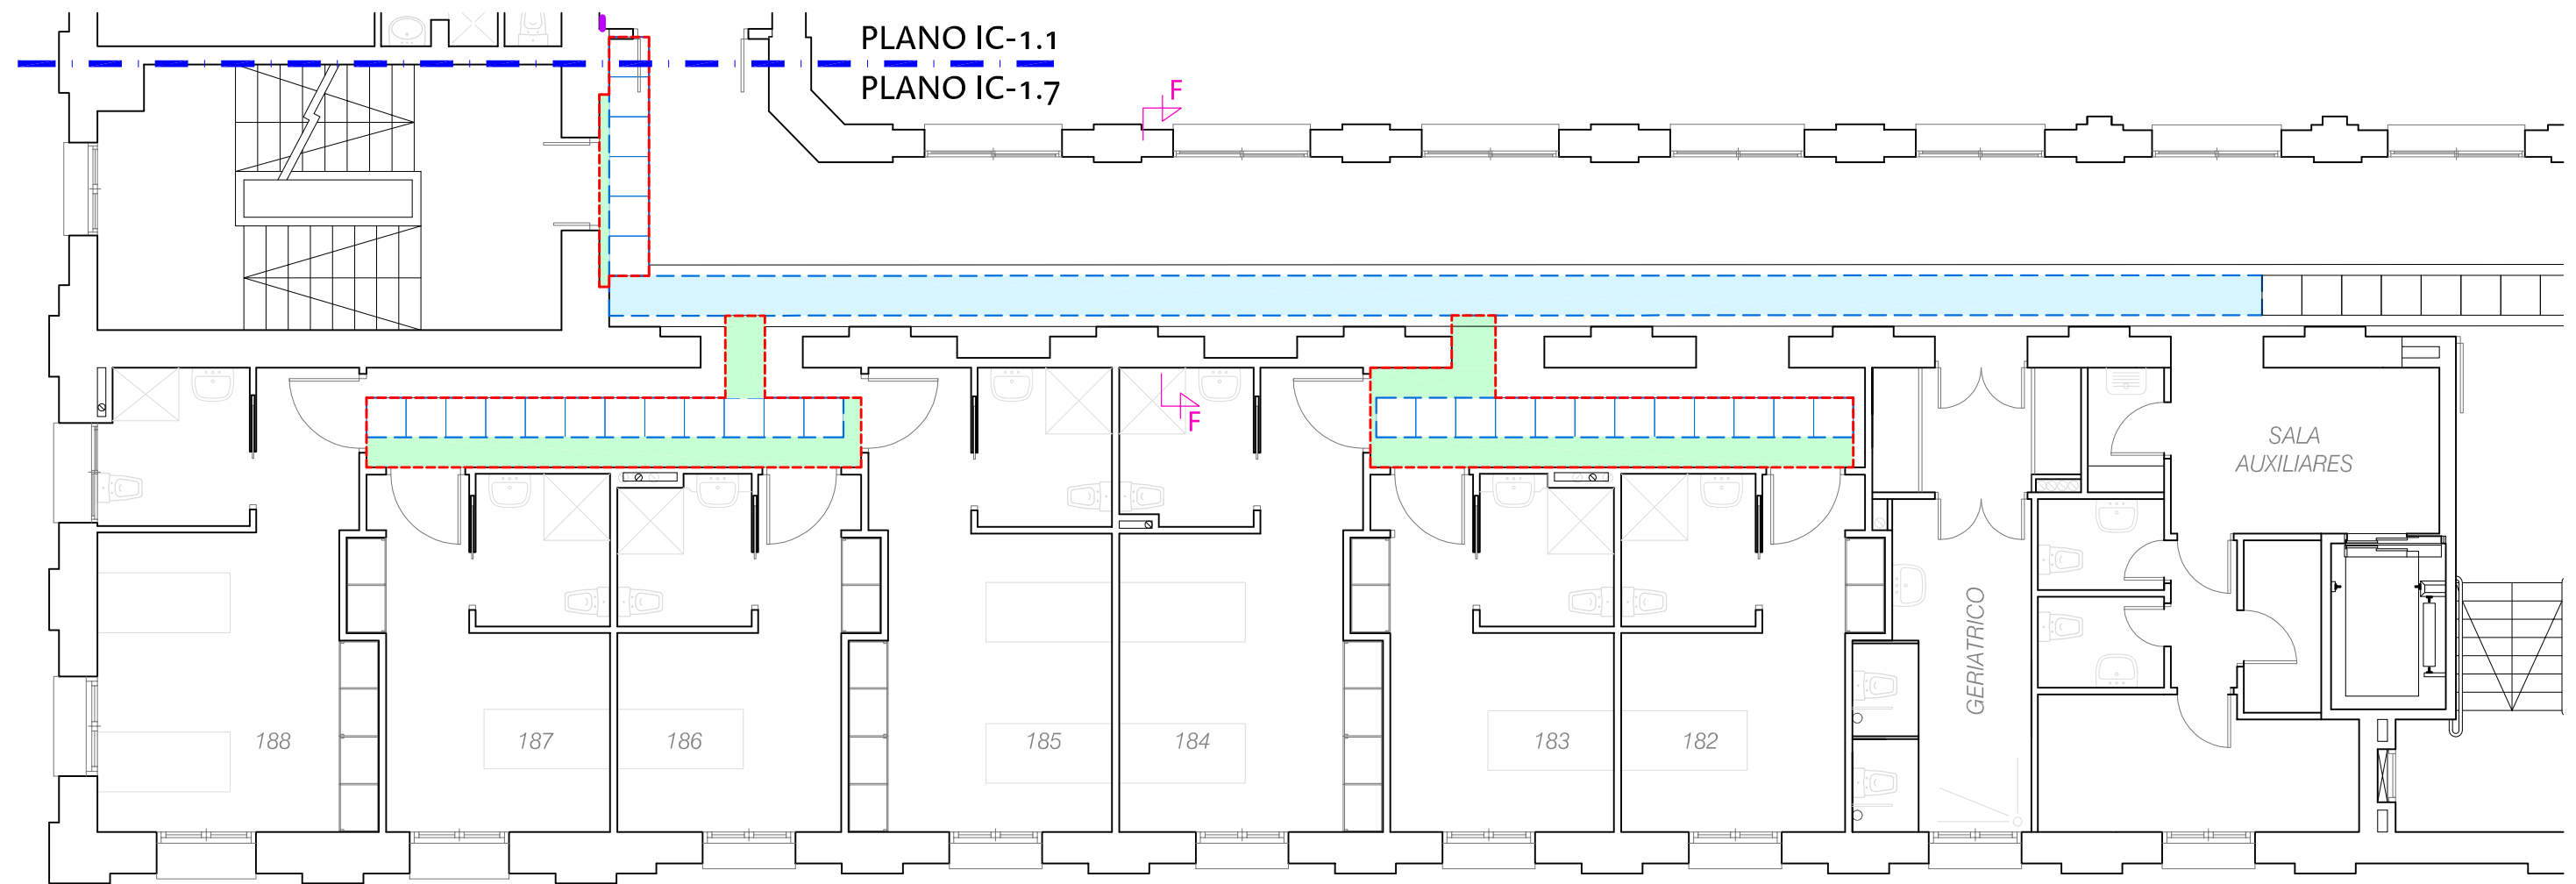 PLANO IC-1.1
PLANO IC-1.7
F
F
SALA
AUXILIARES
GERIATRICO
188
187
186
185
184
183
182